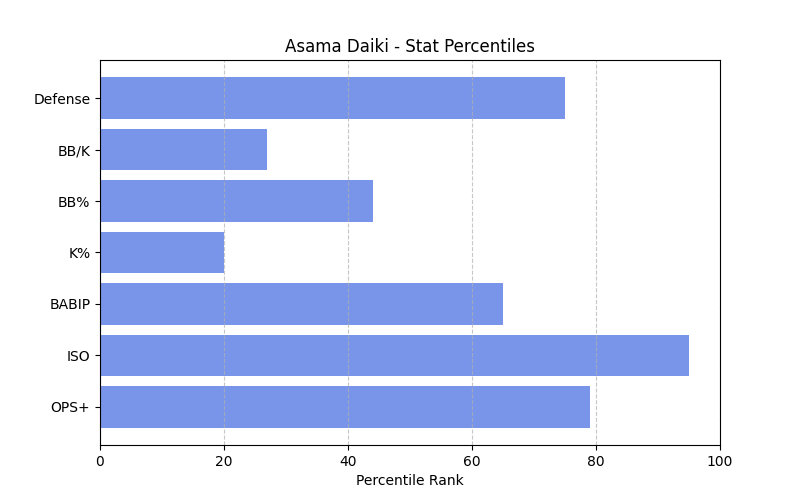 Asama Daiki - Stat Percentiles
Defense
BB/K
BB%
K%
BABIP
ISO
OPS+
0 20 40 60 80 100
Percentile Rank